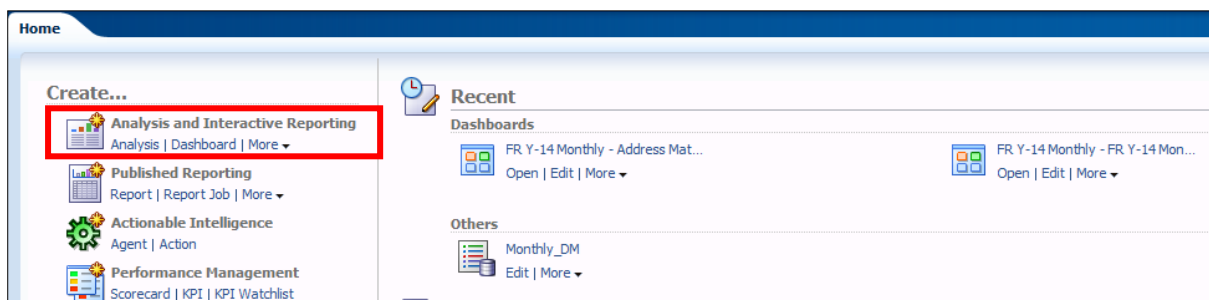 Home
Create...
Analysis and Interactive Reporting
Analysis | Dashboard | More
Published Reporting
Report | Report Job | More
Actionable Intelligence
Agent | Action
Performance Management
Scorecard | KPI | KPI Watchlist
Recent
Dashboards
FR Y-14 Monthly - Address Mat...
Open | Edit | More
FR Y-14 Monthly - FR Y-14 Mon...
Open | Edit | More
Others
Monthly_DM
Edit | More